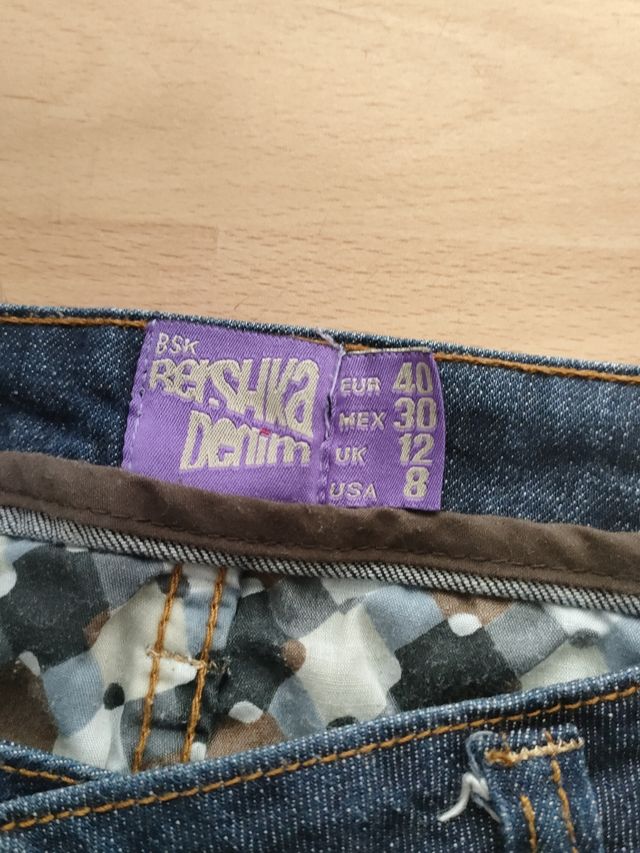 BSK
Bershka
Denim
EUR 40
MEX 30
UK 12
USA 8